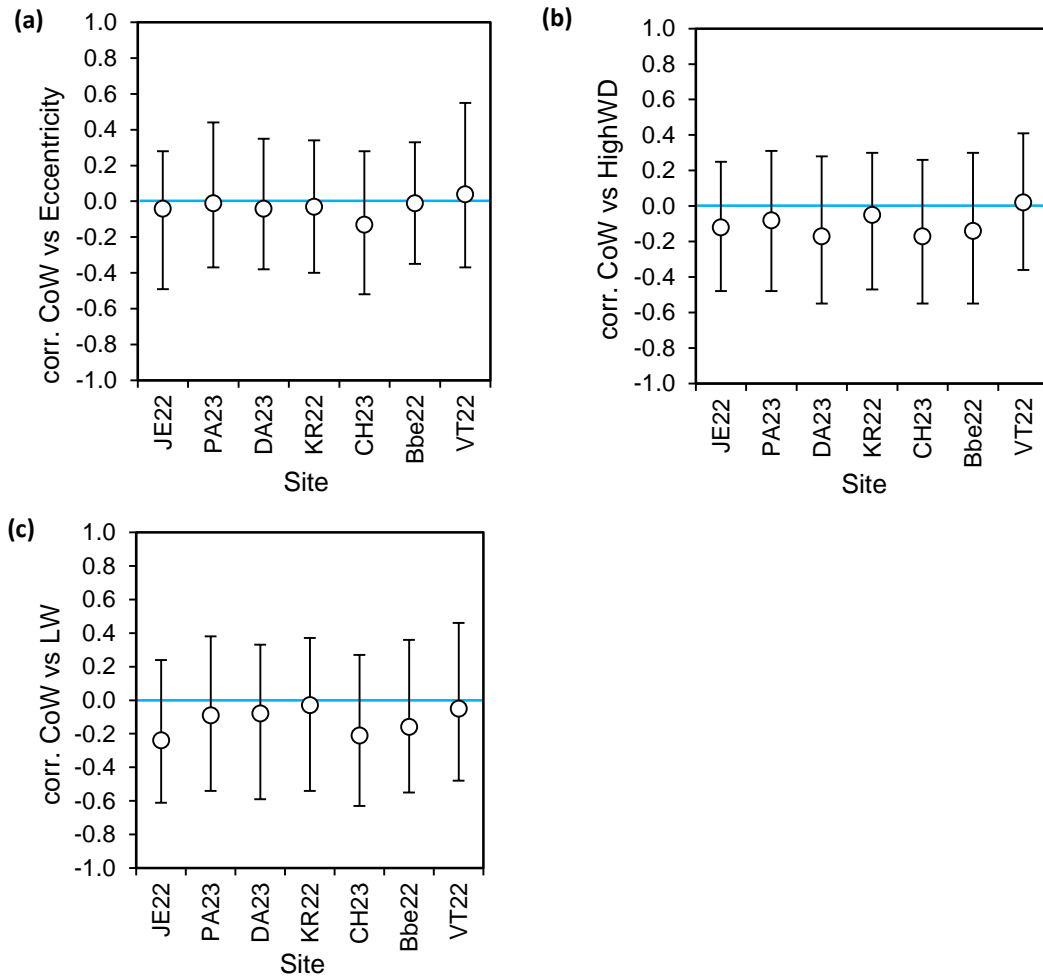 (a)
corr. CoW vs Eccentricity
1.0
0.8
0.6
0.4
0.2
0.0
-0.2
-0.4
-0.6
-0.8
-1.0
JE22
PA23
DA23
KR22
CH23
Bbe22
VT22
Site
(b)
corr. CoW vs HighWD
1.0
0.8
0.6
0.4
0.2
0.0
-0.2
-0.4
-0.6
-0.8
-1.0
JE22
PA23
DA23
KR22
CH23
Bbe22
VT22
Site
(c)
corr. CoW vs LW
1.0
0.8
0.6
0.4
0.2
0.0
-0.2
-0.4
-0.6
-0.8
-1.0
JE22
PA23
DA23
KR22
CH23
Bbe22
VT22
Site